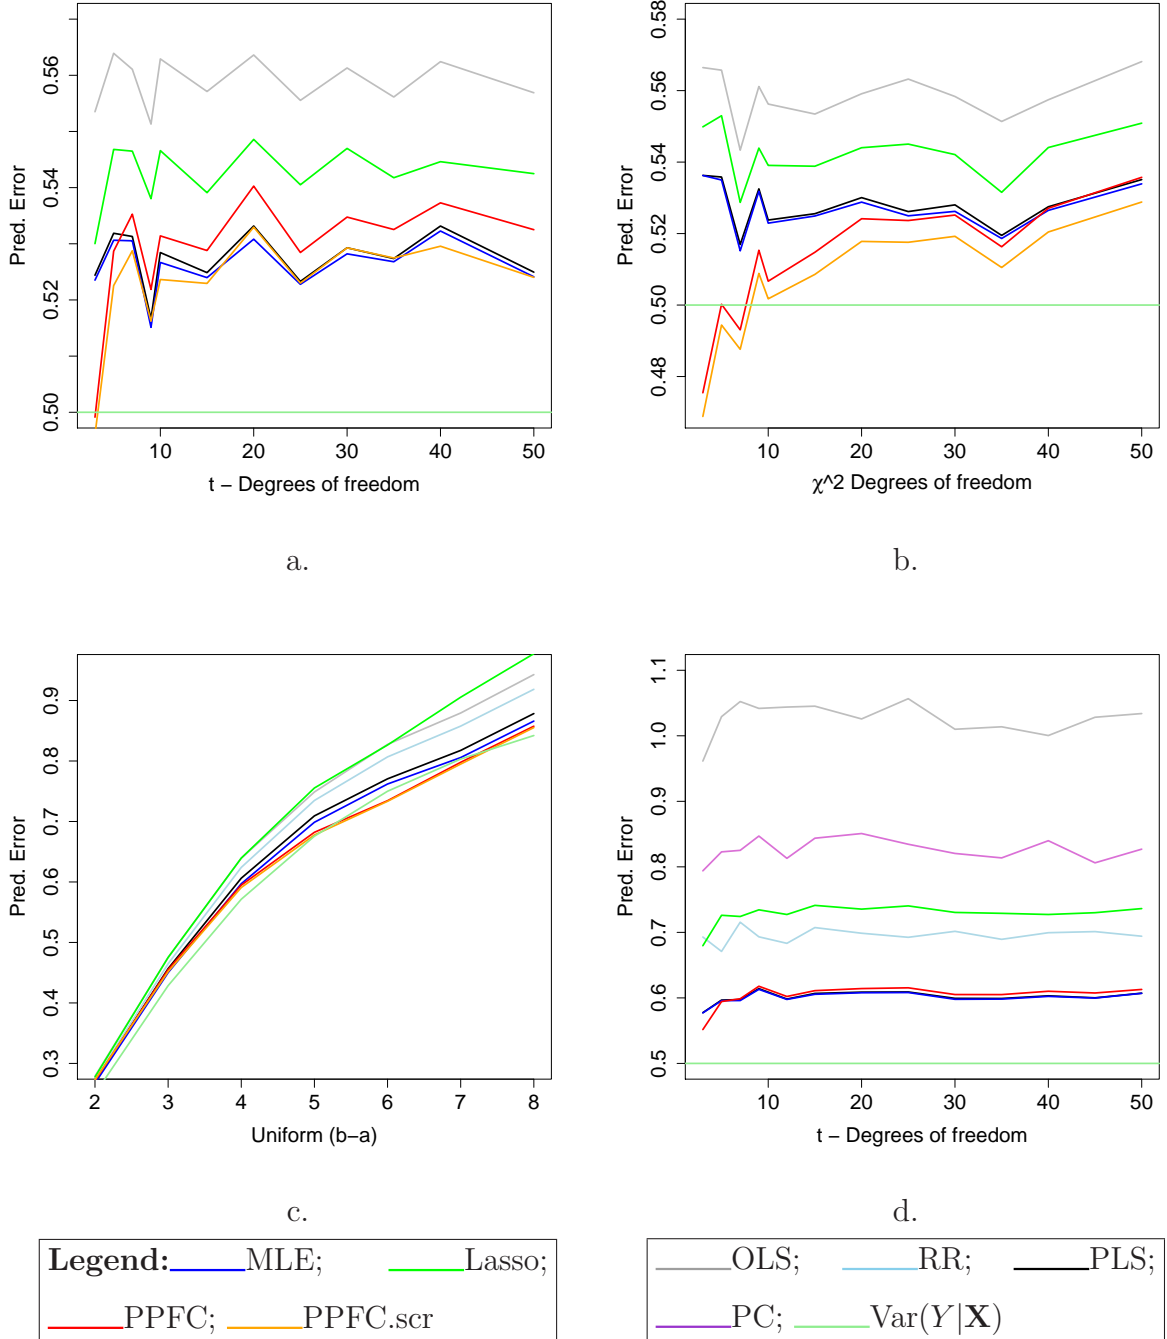 0.50 0.52 0.54 0.56
Pred. Error
10 20 30 40 50
t – Degrees of freedom
a.
0.48 0.50 0.52 0.54 0.56 0.58
Pred. Error
10 20 30 40 50
χ^2 Degrees of freedom
b.
0.3 0.4 0.5 0.6 0.7 0.8 0.9
Pred. Error
2 3 4 5 6 7 8
Uniform (b–a)
c.
0.5 0.6 0.7 0.8 0.9 1.0 1.1
Pred. Error
10 20 30 40 50
t – Degrees of freedom
d.
Legend: MLE; Lasso;
PPFC; PPFC.scr
OLS; RR; PLS;
PC; Var(Y|X)